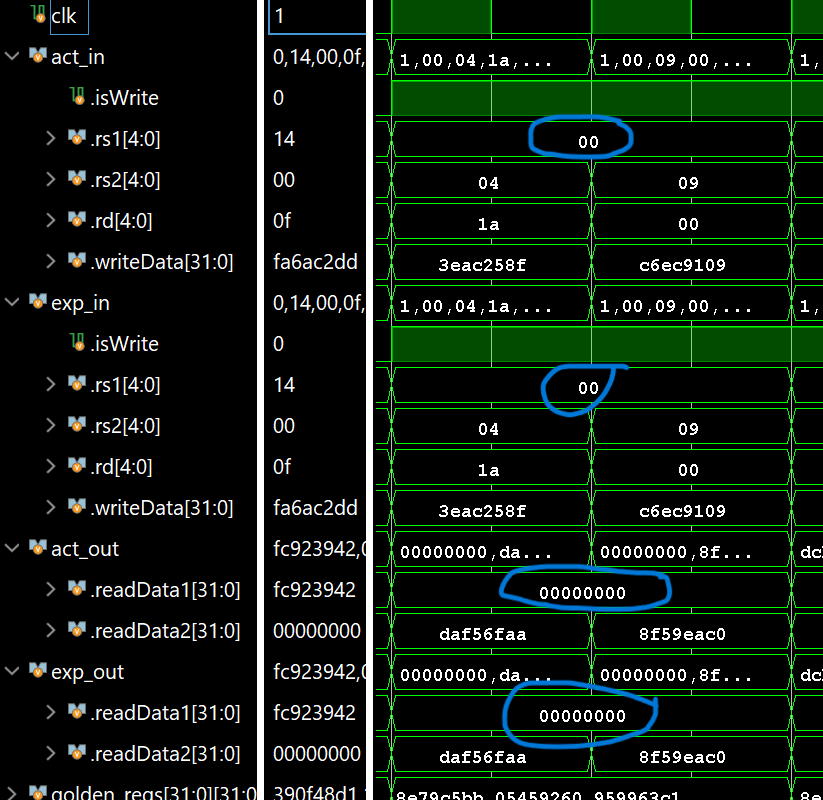 clk 1
act_in 0,14,00,0f, 1,00,04,1a,... 1,00,09,00,... 1,
.isWrite 0
.rs1[4:0] 14 00
.rs2[4:0] 00 04 09
.rd[4:0] 0f 1a 00
.writeData[31:0] fa6ac2dd 3eac258f c6ec9109
exp_in 0,14,00,0f, 1,00,04,1a,... 1,00,09,00,... 1,
.isWrite 0
.rs1[4:0] 14 00
.rs2[4:0] 00 04 09
.rd[4:0] 0f 1a 00
.writeData[31:0] fa6ac2dd 3eac258f c6ec9109
act_out fc923942,0 00000000,da... 00000000,8f... dc
.readData1[31:0] fc923942 00000000
.readData2[31:0] 00000000 daf56faa 8f59eac0
exp_out fc923942,0 00000000,da... 00000000,8f... dc
.readData1[31:0] fc923942 00000000
.readData2[31:0] 00000000 daf56faa 8f59eac0
golden_regs[31:0][31:0 390f48d1 8e79c5bb,05459260,959963c1